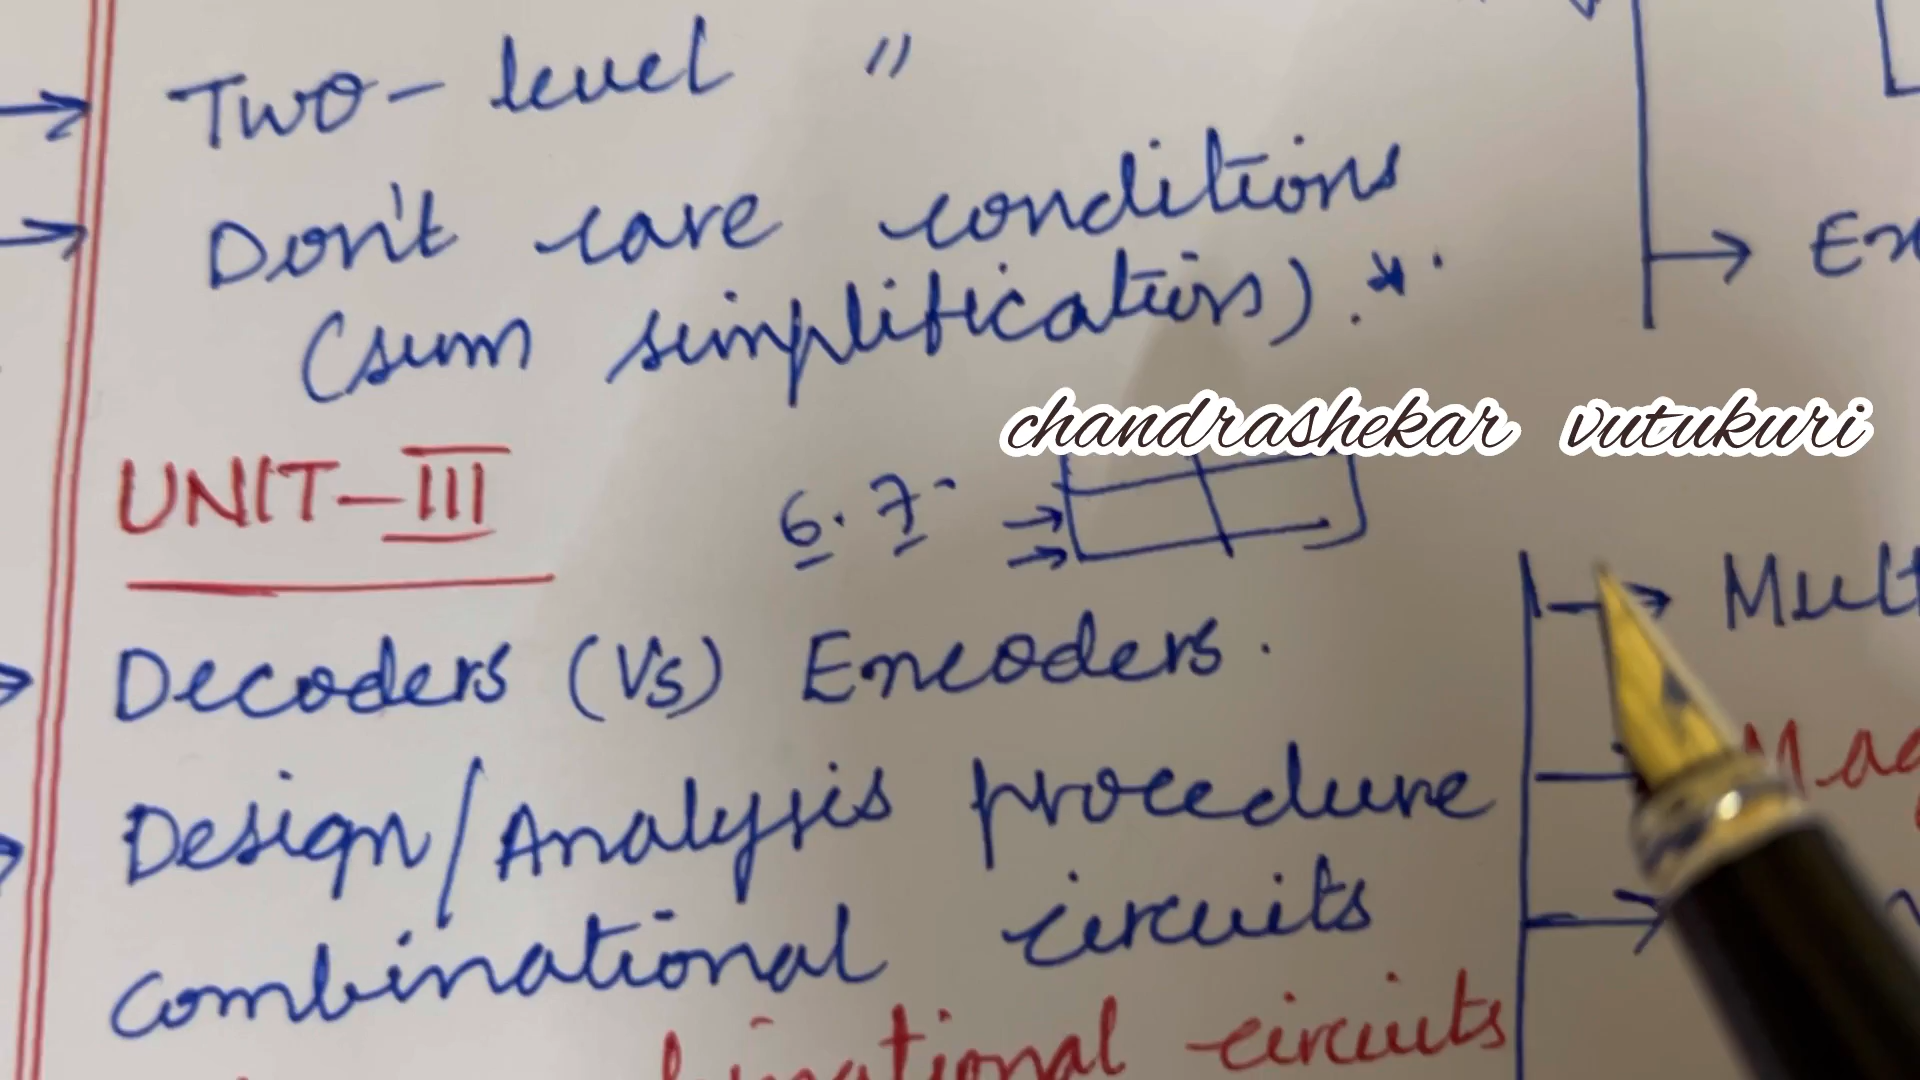 Two-level "
Don't care conditions
(sum simplifications).*
chandrashekar vutukuri
UNIT-III
6. 7.
Decoders (Vs) Encoders.
Design/Analysis procedure
combinational circuits
circuits